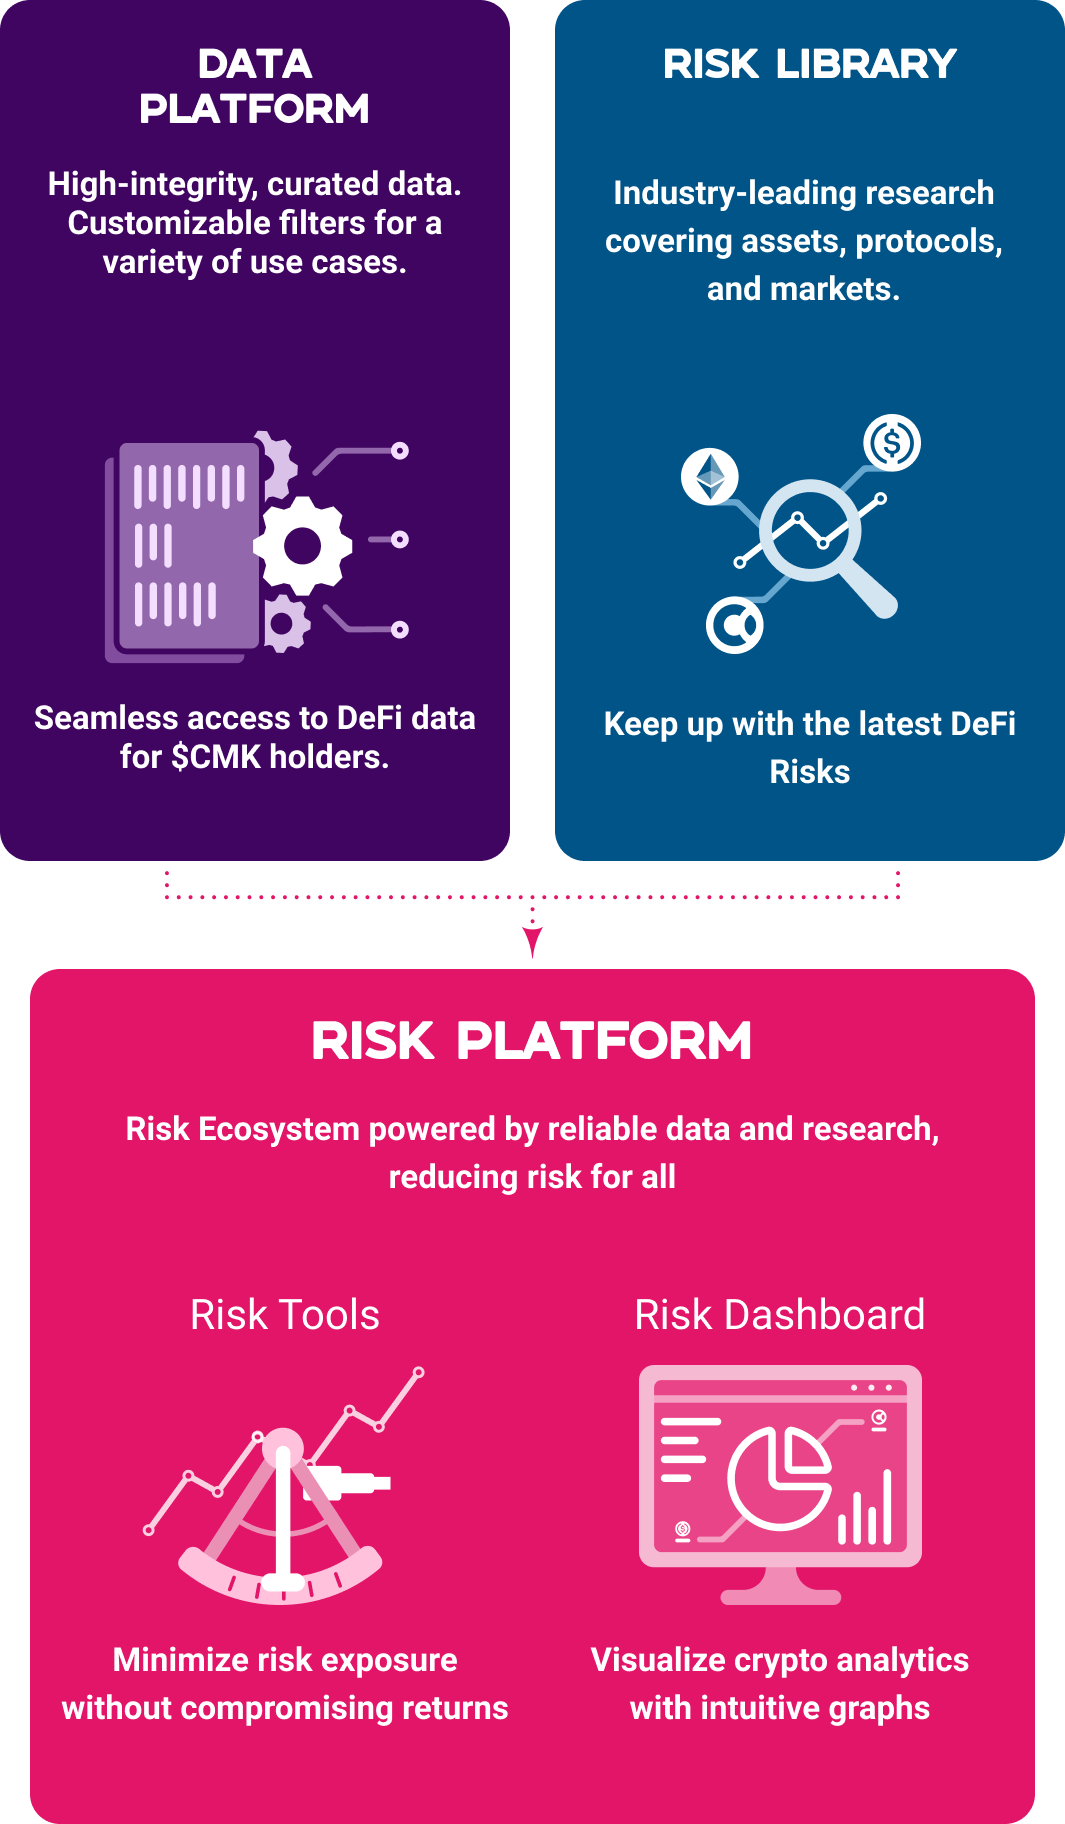 DATA
PLATFORM
High-integrity, curated data.
Customizable filters for a
variety of use cases.
Seamless access to DeFi data
for $CMK holders.
RISK LIBRARY
Industry-leading research
covering assets, protocols,
and markets.
Keep up with the latest DeFi
Risks
RISK PLATFORM
Risk Ecosystem powered by reliable data and research,
reducing risk for all
Risk Tools
Minimize risk exposure
without compromising returns
Risk Dashboard
Visualize crypto analytics
with intuitive graphs